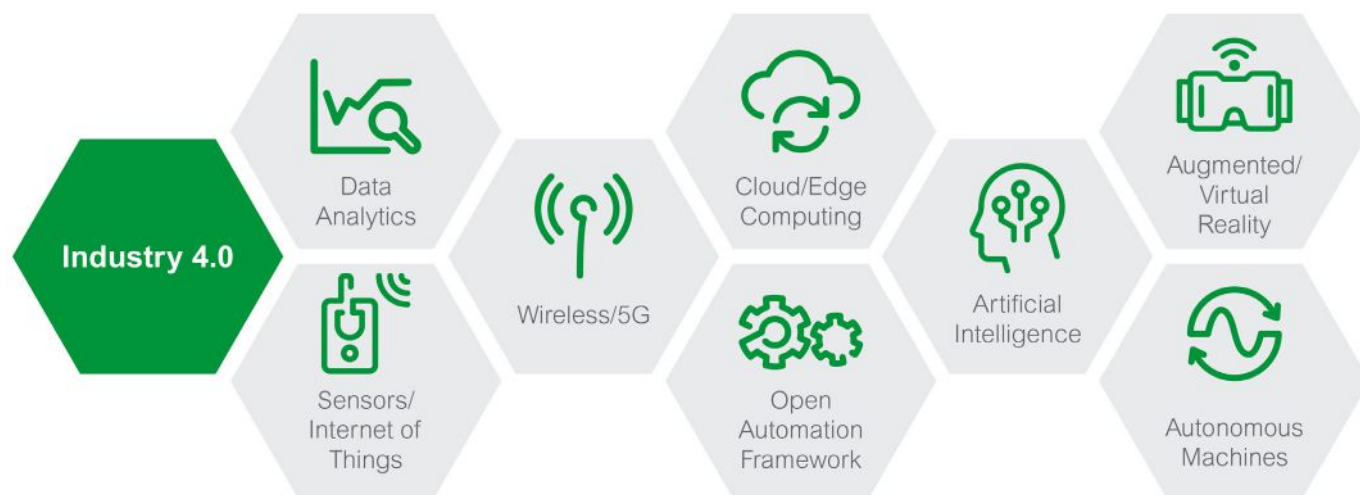 Industry 4.0
Data
Analytics
Sensors/
Internet of
Things
Wireless/5G
Cloud/Edge
Computing
Open
Automation
Framework
Artificial
Intelligence
Augmented/
Virtual
Reality
Autonomous
Machines